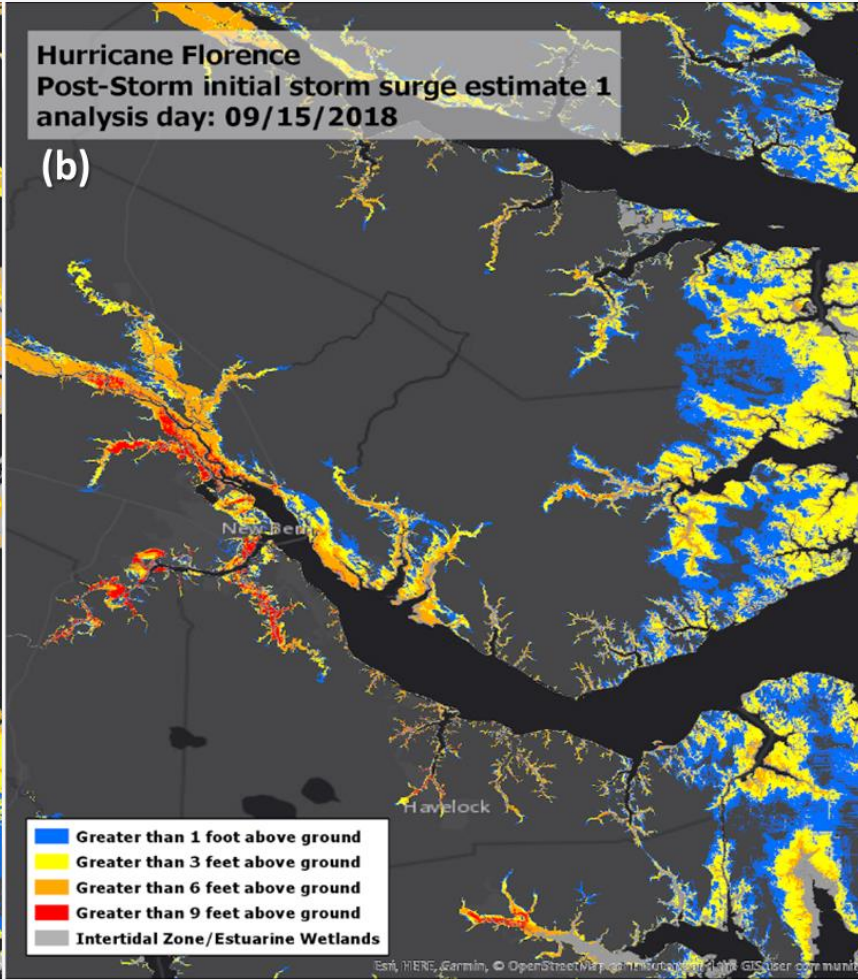 Hurricane Florence
Post-Storm initial storm surge estimate 1
analysis day: 09/15/2018
(b)
New Bern
Havelock
Greater than 1 foot above ground
Greater than 3 feet above ground
Greater than 6 feet above ground
Greater than 9 feet above ground
Intertidal Zone/Estuarine Wetlands
Esri, HERE, Garmin, © OpenStreetMap contributors, and the GIS user communit